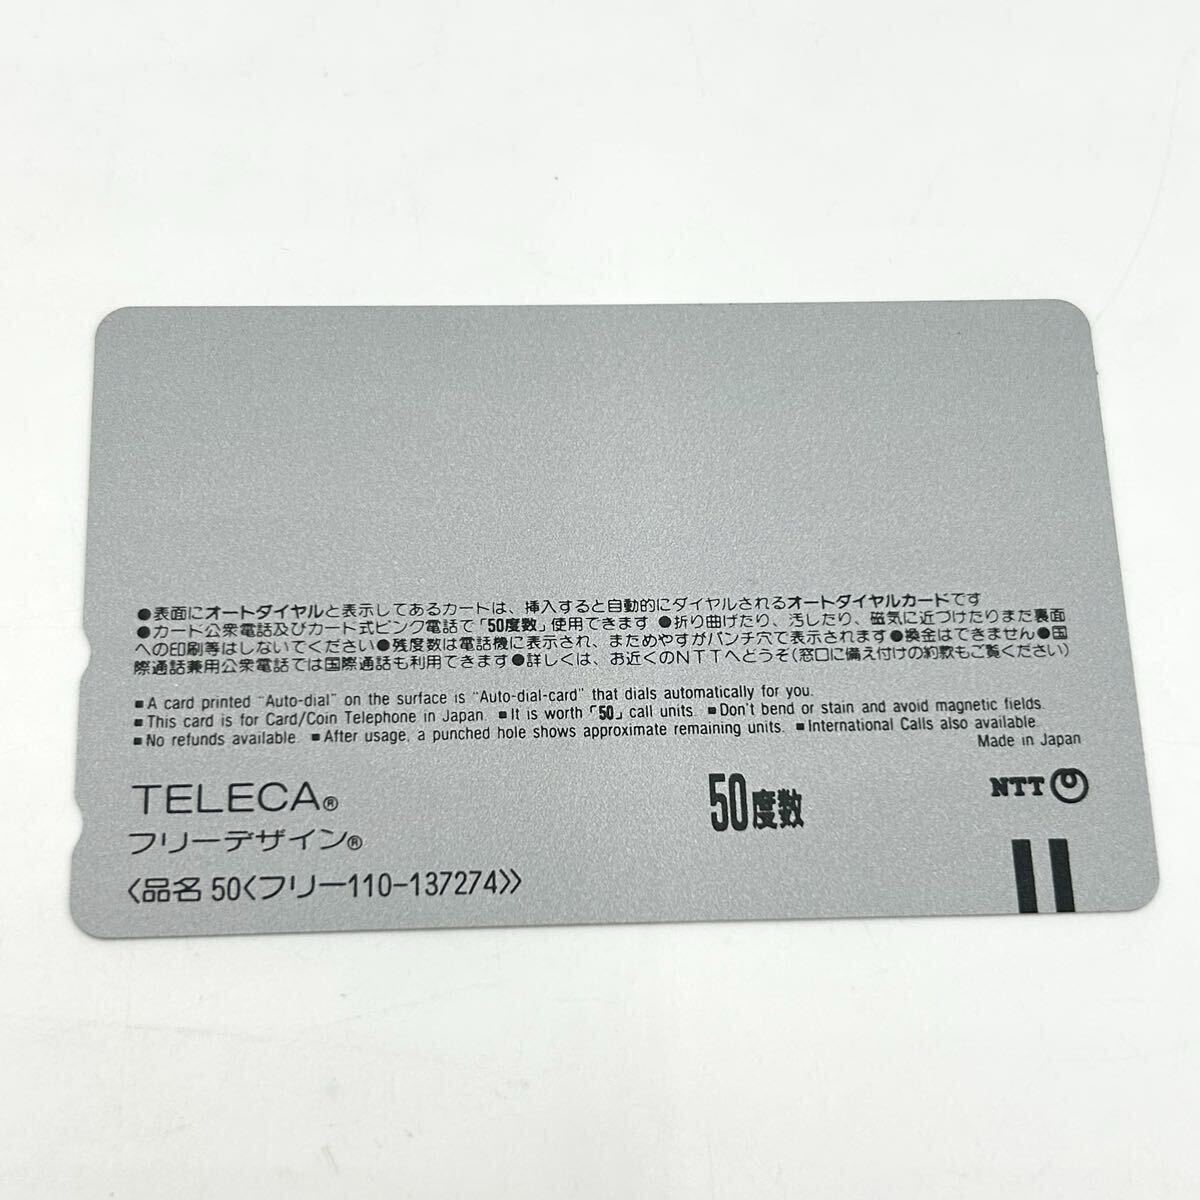 ●表面にオートダイヤルと表示してあるカートは、挿入すると自動的にダイヤルされるオートダイヤルカードです
●カード公衆電話及びカード式ピンク電話で「50度数」使用できます●折り曲げたり、汚したり、磁気に近づけたりまた裏面
への印刷等はしないてください●残度数は電話機に表示され、まためやすがパンチ穴で表示されます●換金はできません●国
際通話兼用公衆電話では国際通話も利用できます●詳しくは、お近くのNTTへどうそ(窓口に備え付けの約款もご覧ください)
■A card printed "Auto-dial" on the surface is "Auto-dial-card" that dials automatically for you.
■This card is for Card/Coin Telephone in Japan. ■It is worth「50」call units. ■Don't bend or stain and avoid magnetic fields.
■No refunds available. ■After usage, a punched hole shows approximate remaining units. ■International Calls also available.
Made in Japan
TELECA®
50度数
NTT
フリーデザイン®
〈品名 50〈フリー110-137274〉〉